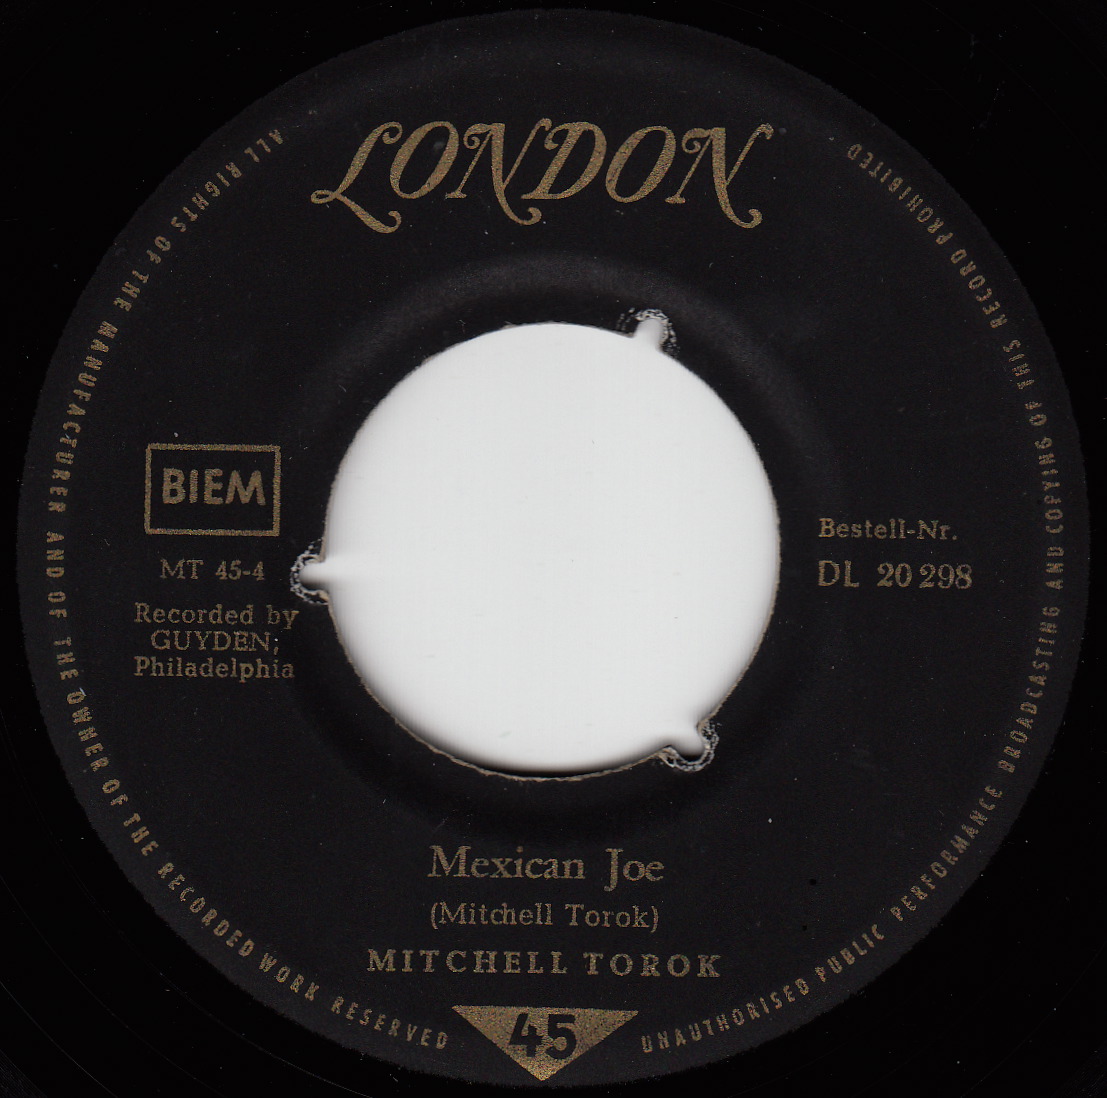 LONDON
ALL RIGHTS OF THE MANUFACTURER AND OF THE OWNER OF THE RECORDED WORK RESERVED
UNAUTHORISED PUBLIC PERFORMANCE BROADCASTING AND COPYING OF THIS RECORD PROHIBITED
BIEM
MT 45-4
Recorded by
GUYDEN;
Philadelphia
Bestell-Nr.
DL 20 298
Mexican Joe
(Mitchell Torok)
MITCHELL TOROK
45